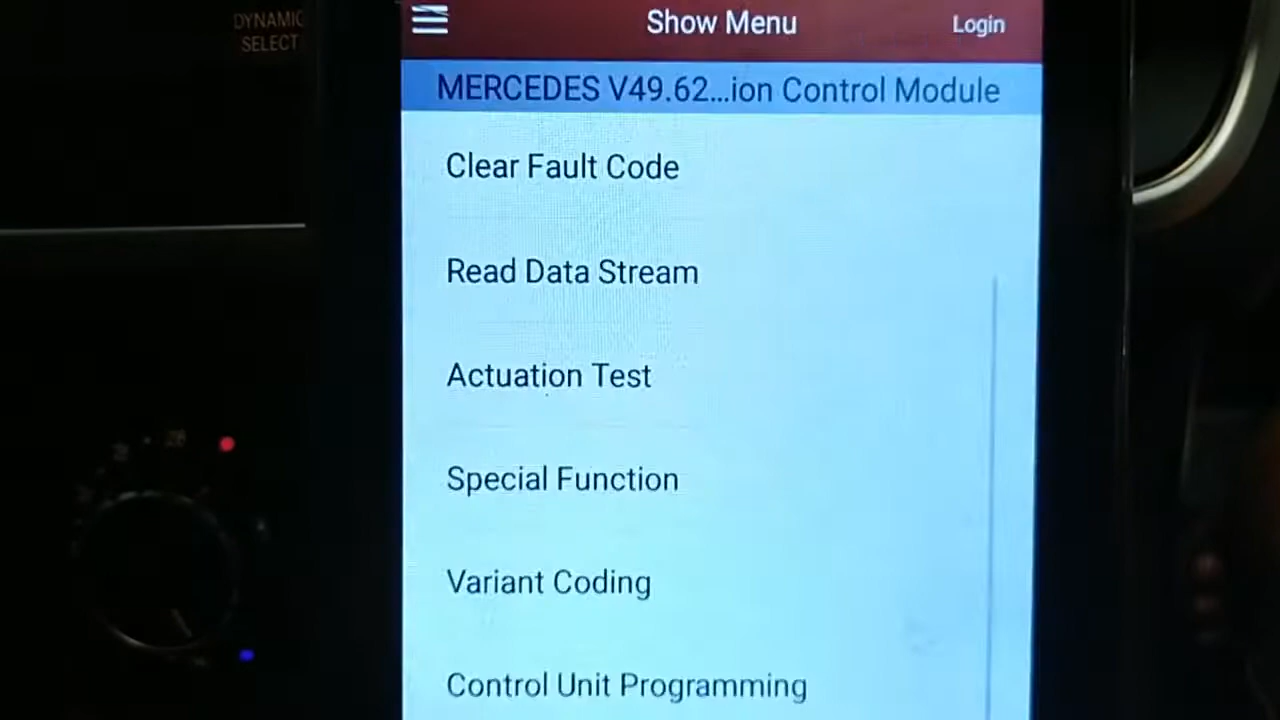 DYNAMIC
SELECT
Show Menu
Login
MERCEDES V49.62...ion Control Module
Clear Fault Code
Read Data Stream
Actuation Test
Special Function
Variant Coding
Control Unit Programming